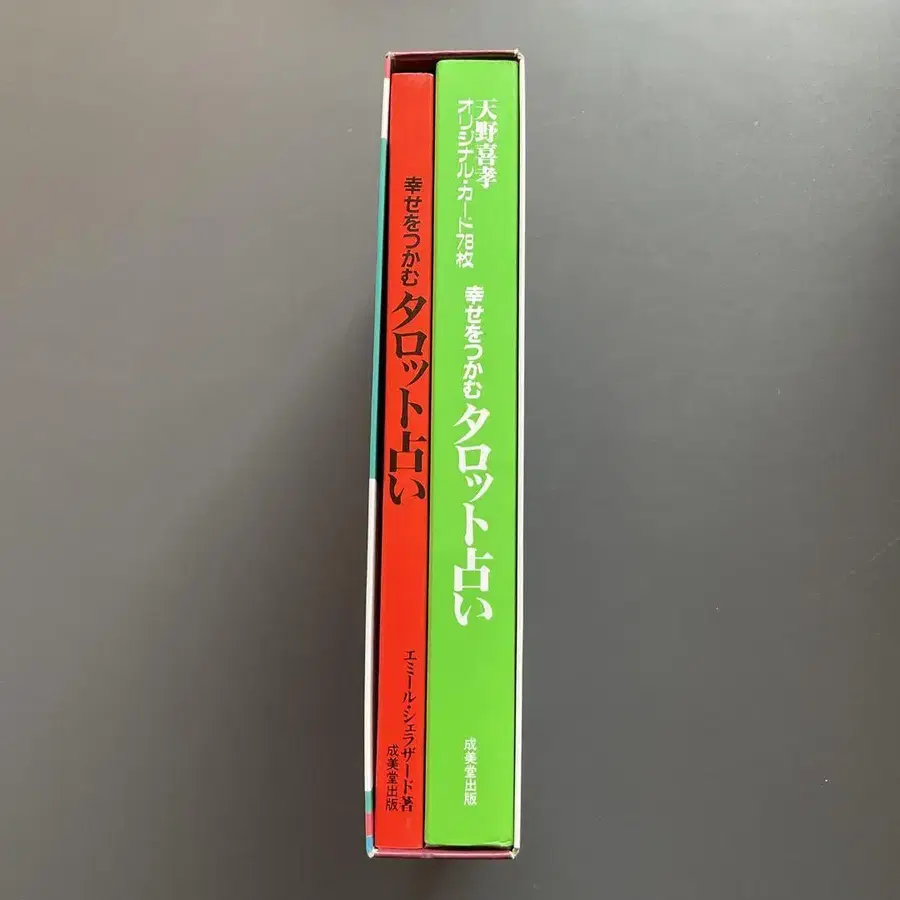 天野喜孝
オリジナル・カード78枚
幸せをつかむ
タロット占い
成美堂出版
幸せをつかむ
タロット占い
エミール・シェラザード著
成美堂出版